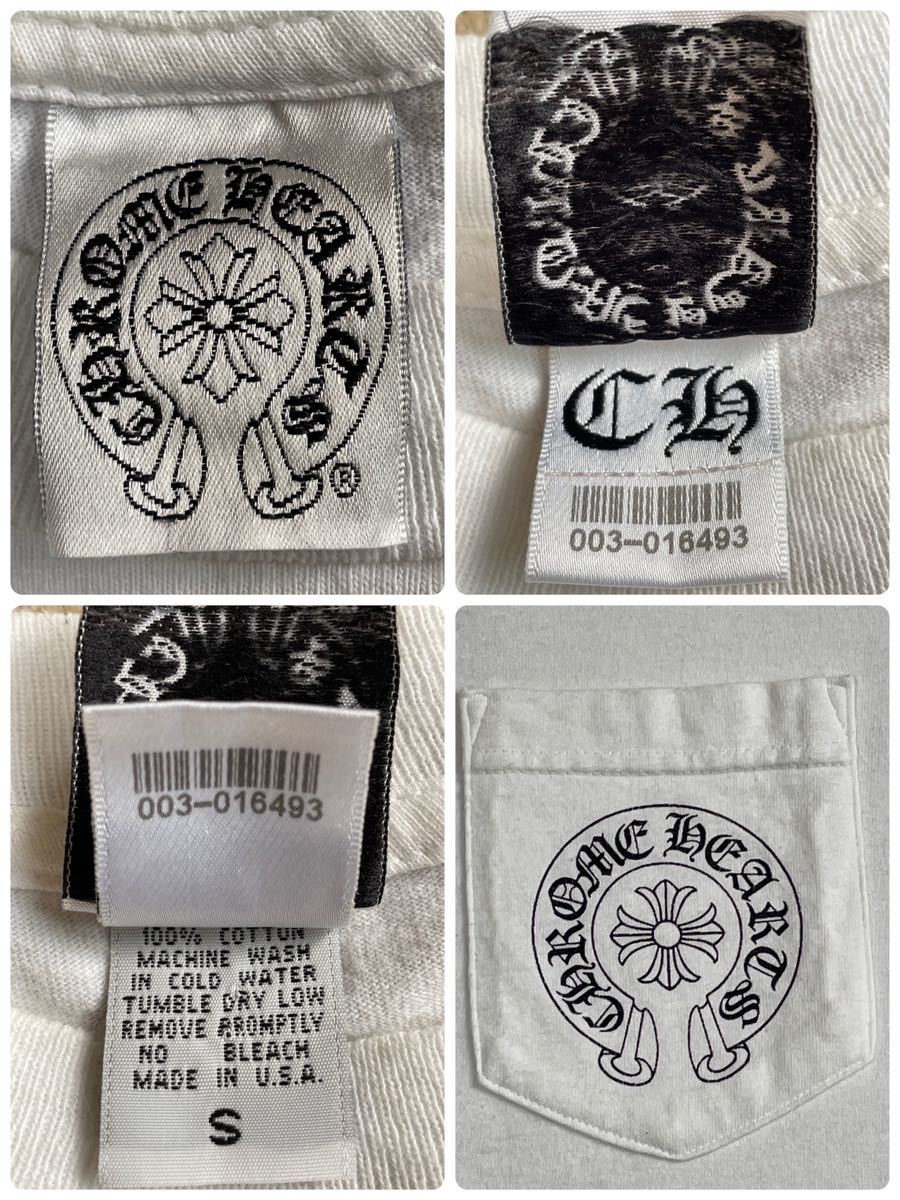 CHROME HEARTS
®
CH
003-016493
003-016493
100% COTTON
MACHINE WASH
IN COLD WATER
TUMBLE DRY LOW
REMOVE PROMPTLY
NO BLEACH
MADE IN U.S.A.
S
CHROME HEARTS